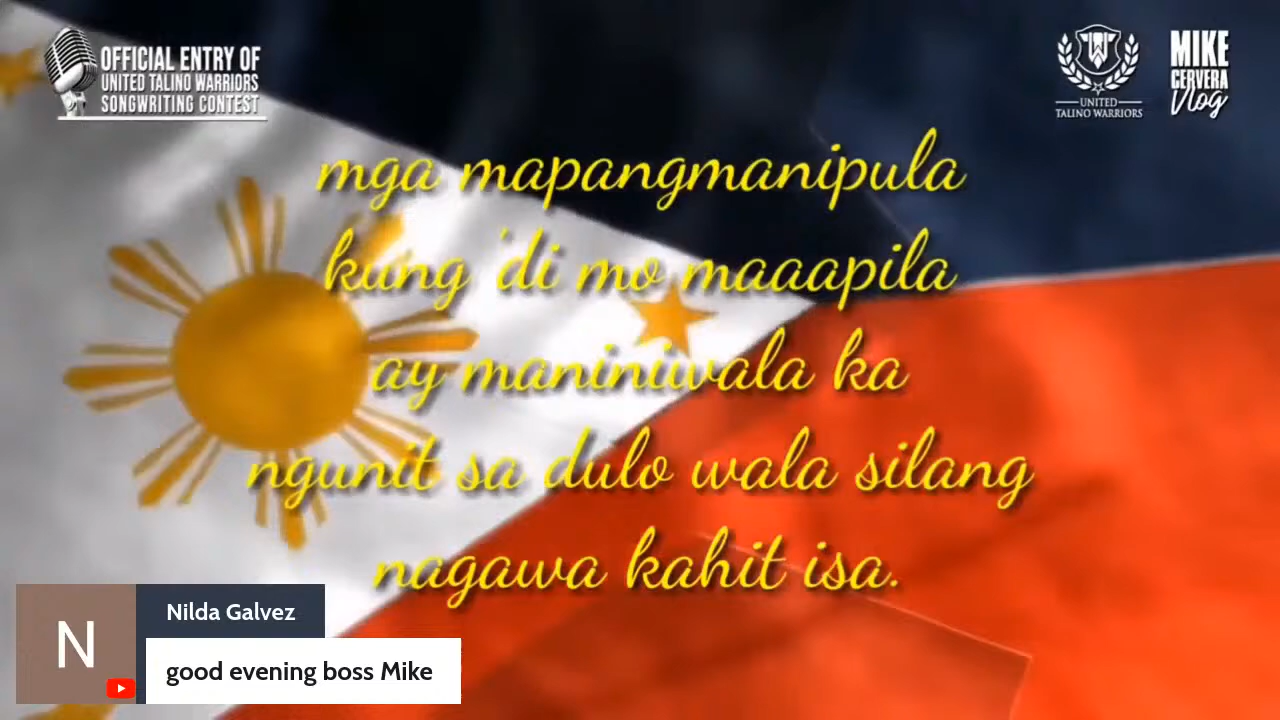 OFFICIAL ENTRY OF
UNITED TALINO WARRIORS
SONGWRITING CONTEST
UNITED
TALINO WARRIORS
MIKE
CERVERA
Vlog
mga mapangmanipula
kung 'di mo maaapila
ay maniniwala ka
ngunit sa dulo wala silang
nagawa kahit isa.
N
Nilda Galvez
good evening boss Mike